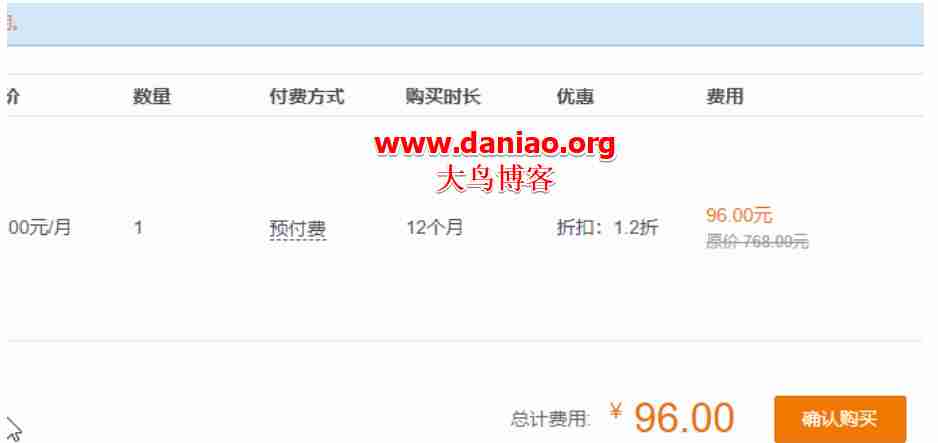 。
价 数量 付费方式 购买时长 优惠 费用
www.daniao.org
大鸟博客
00元/月 1 预付费 12个月 折扣：1.2折 96.00元
原价 768.00元
总计费用: ¥ 96.00 确认购买